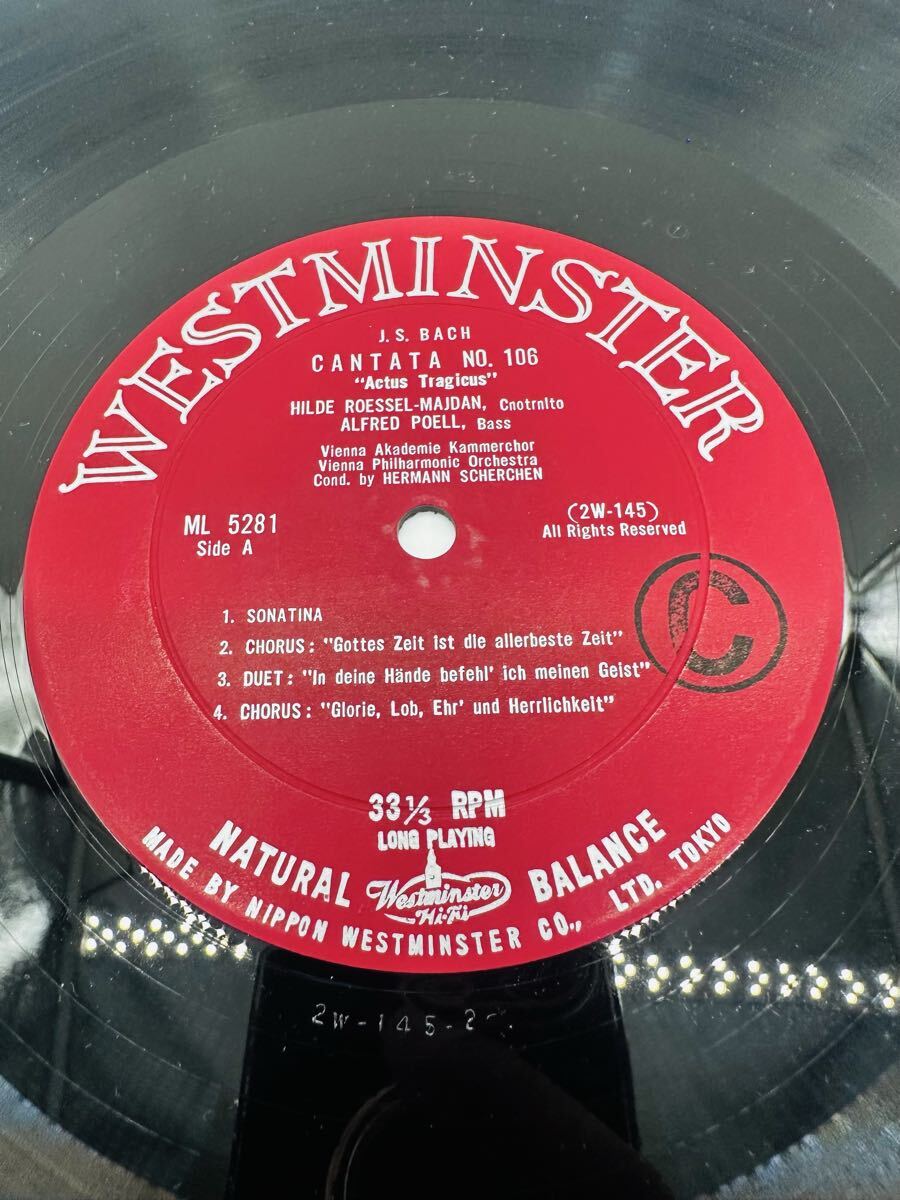 WESTMINSTER
J. S. BACH
CANTATA NO. 106
"Actus Tragicus"
HILDE ROESSEL-MAJDAN, Cnotrnlto
ALFRED POELL, Bass
Vienna Akademie Kammerchor
Vienna Philharmonic Orchestra
Cond. by HERMANN SCHERCHEN
ML 5281
Side A
(2W-145)
All Rights Reserved
C
1. SONATINA
2. CHORUS: "Gottes Zeit ist die allerbeste Zeit"
3. DUET: "In deine Hände befehl' ich meinen Geist"
4. CHORUS: "Glorie, Lob, Ehr' und Herrlichkeit"
33 1/3 RPM
LONG PLAYING
NATURAL BALANCE
Westminster
Hi-Fi
MADE BY NIPPON WESTMINSTER CO., LTD. TOKYO
2W-145-2